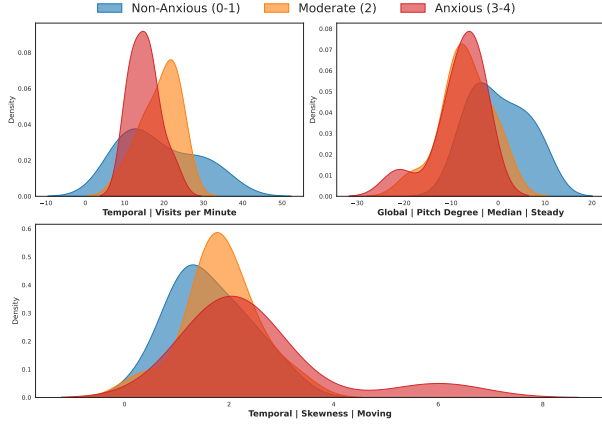 Non-Anxious (0-1) Moderate (2) Anxious (3-4)
Density
0.08
0.06
0.04
0.02
0.00
−10 0 10 20 30 40 50
Temporal | Visits per Minute
Density
0.08
0.07
0.06
0.05
0.04
0.03
0.02
0.01
0.00
−30 −20 −10 0 10 20
Global | Pitch Degree | Median | Steady
Density
0.6
0.5
0.4
0.3
0.2
0.1
0.0
0 2 4 6 8
Temporal | Skewness | Moving